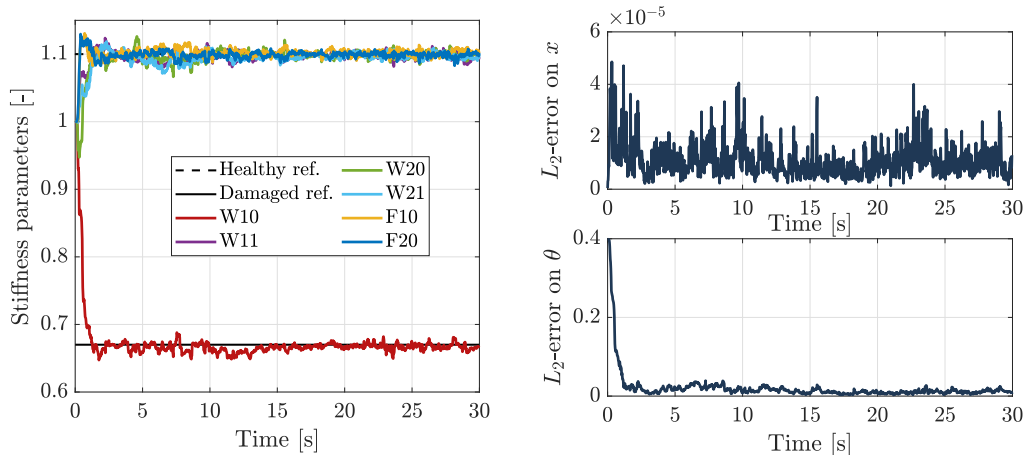 Stiffness parameters [-]
1.1
1
0.9
0.8
0.7
0.6
Healthy ref.
Damaged ref.
W10
W11
W20
W21
F10
F20
0 5 10 15 20 25 30
Time [s]
×10⁻⁵
L₂-error on x
6
4
2
0
0 5 10 15 20 25 30
Time [s]
L₂-error on θ
0.4
0.2
0
0 5 10 15 20 25 30
Time [s]